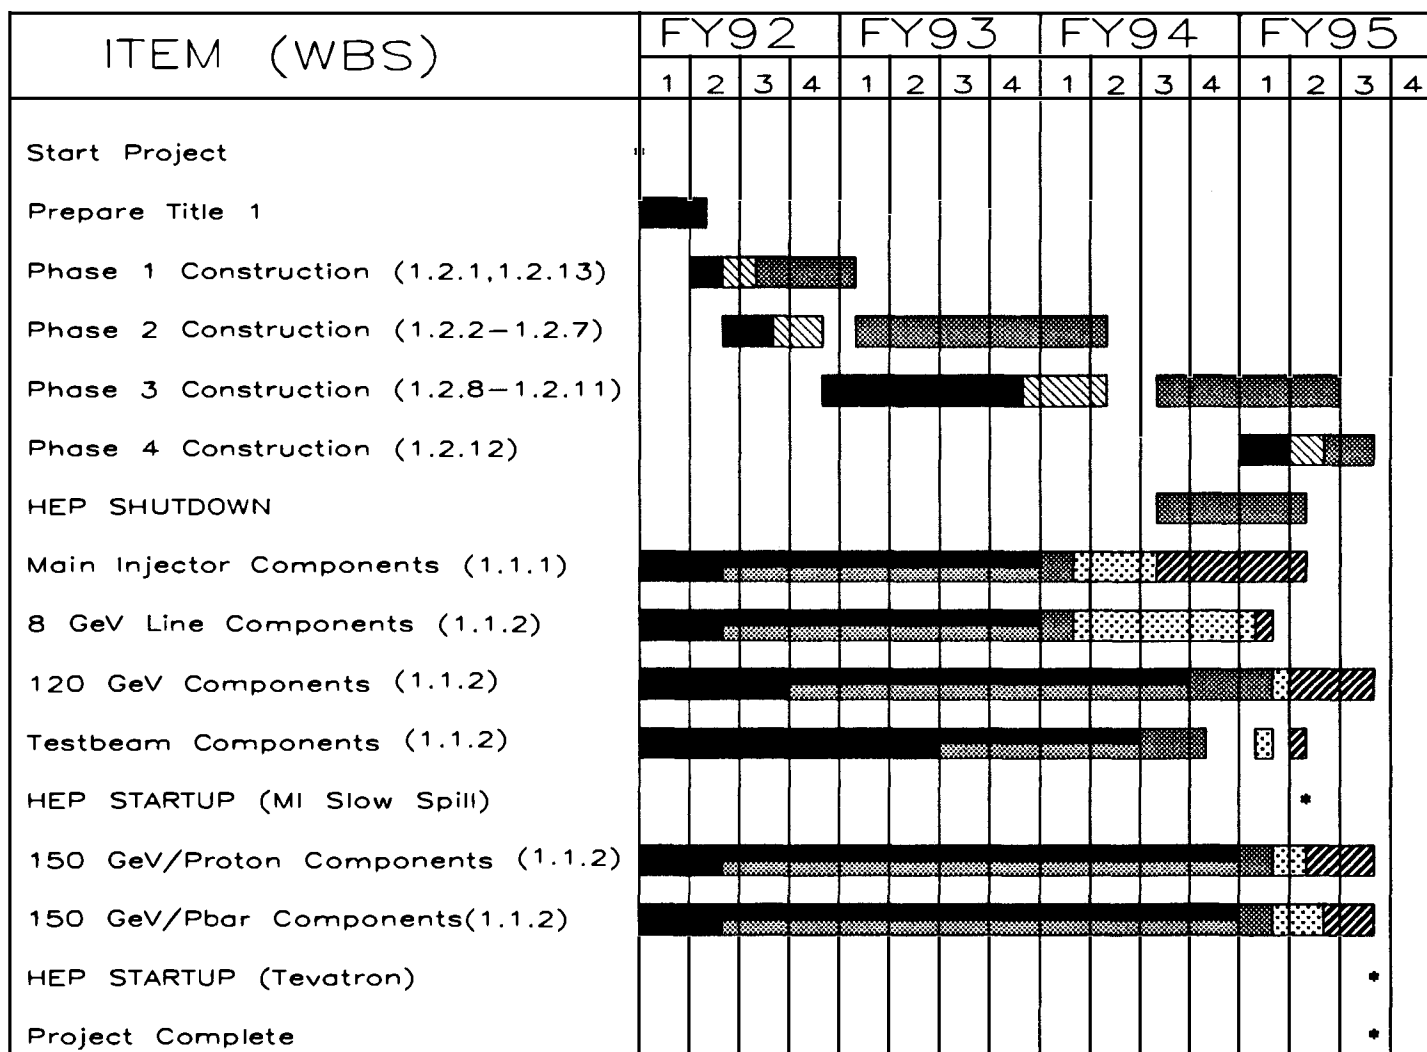 ITEM (WBS) FY92 FY93 FY94 FY95
1 2 3 4 1 2 3 4 1 2 3 4 1 2 3 4
Start Project
Prepare Title 1
Phase 1 Construction (1.2.1,1.2.13)
Phase 2 Construction (1.2.2-1.2.7)
Phase 3 Construction (1.2.8-1.2.11)
Phase 4 Construction (1.2.12)
HEP SHUTDOWN
Main Injector Components (1.1.1)
8 GeV Line Components (1.1.2)
120 GeV Components (1.1.2)
Testbeam Components (1.1.2)
HEP STARTUP (MI Slow Spill) *
150 GeV/Proton Components (1.1.2)
150 GeV/Pbar Components(1.1.2)
HEP STARTUP (Tevatron) *
Project Complete *